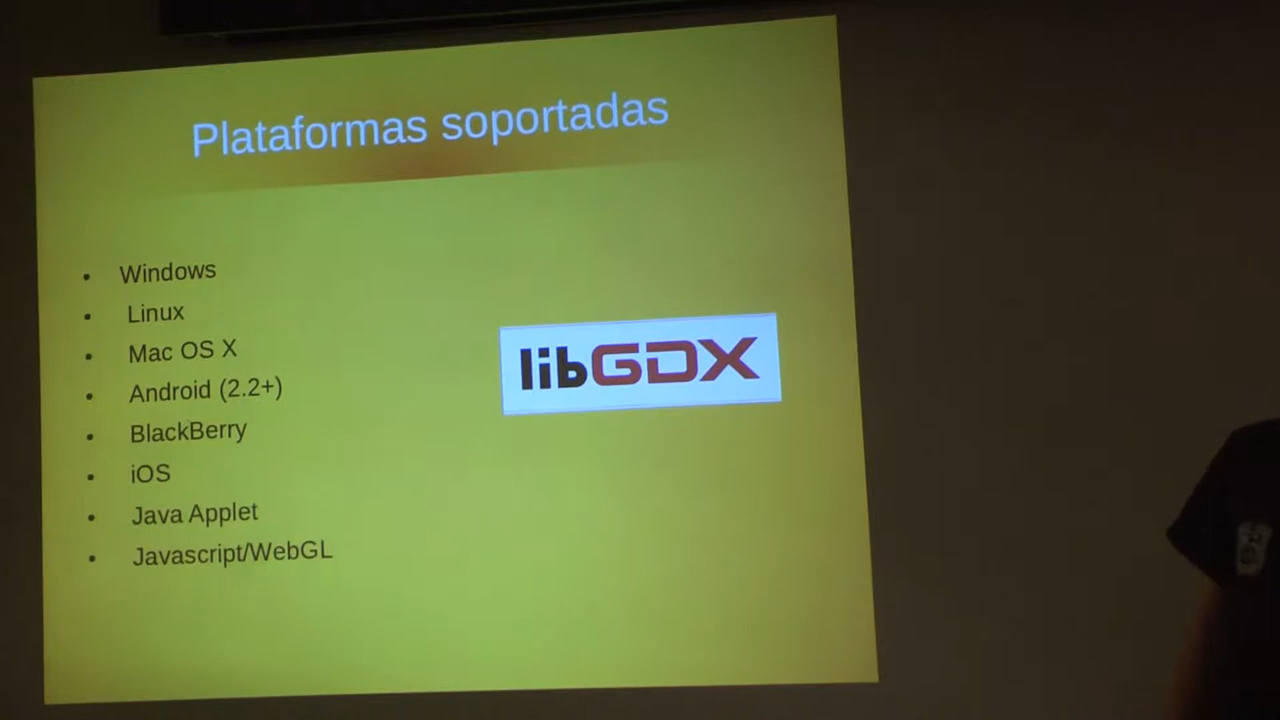 Plataformas soportadas
• Windows
• Linux
• Mac OS X
• Android (2.2+)
• BlackBerry
• iOS
• Java Applet
• Javascript/WebGL
libGDX